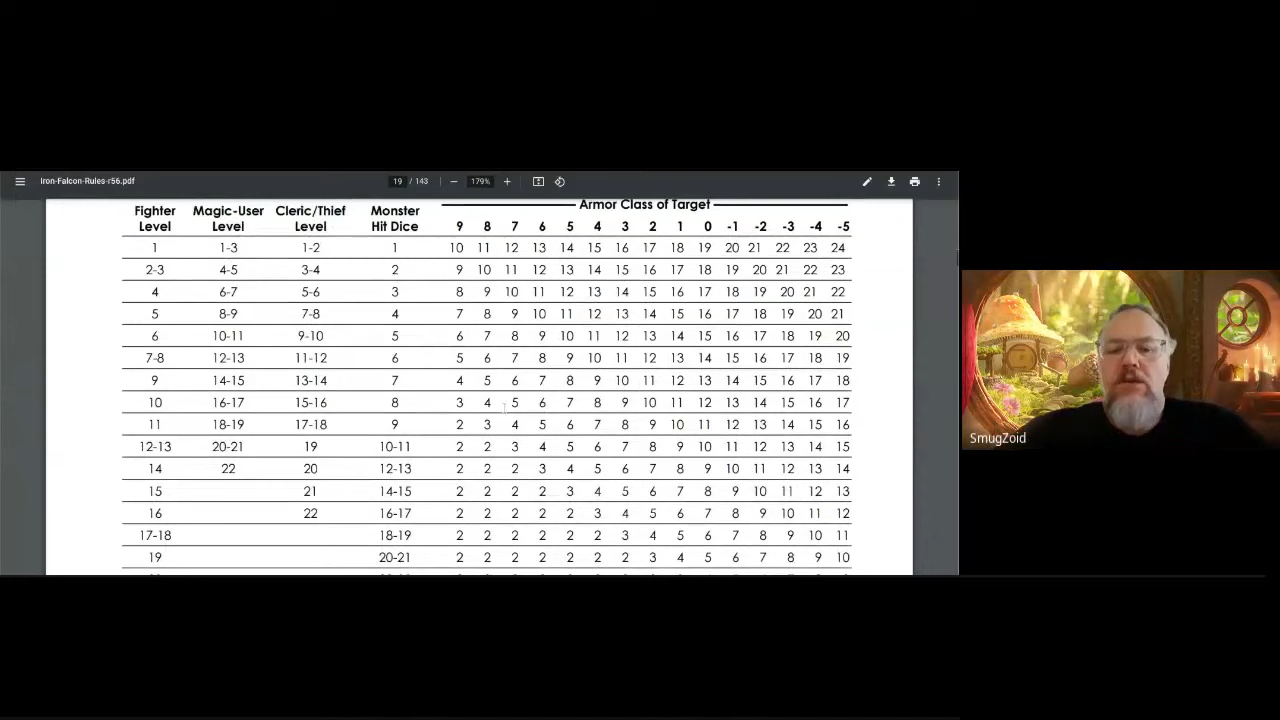 Iron-Falcon-Rules-r56.pdf 19 / 143 179%
Armor Class of Target
Fighter Level Magic-User Level Cleric/Thief Level Monster Hit Dice 9 8 7 6 5 4 3 2 1 0 -1 -2 -3 -4 -5
1 1-3 1-2 1 10 11 12 13 14 15 16 17 18 19 20 21 22 23 24
2-3 4-5 3-4 2 9 10 11 12 13 14 15 16 17 18 19 20 21 22 23
4 6-7 5-6 3 8 9 10 11 12 13 14 15 16 17 18 19 20 21 22
5 8-9 7-8 4 7 8 9 10 11 12 13 14 15 16 17 18 19 20 21
6 10-11 9-10 5 6 7 8 9 10 11 12 13 14 15 16 17 18 19 20
7-8 12-13 11-12 6 5 6 7 8 9 10 11 12 13 14 15 16 17 18 19
9 14-15 13-14 7 4 5 6 7 8 9 10 11 12 13 14 15 16 17 18
10 16-17 15-16 8 3 4 5 6 7 8 9 10 11 12 13 14 15 16 17
11 18-19 17-18 9 2 3 4 5 6 7 8 9 10 11 12 13 14 15 16
12-13 20-21 19 10-11 2 2 3 4 5 6 7 8 9 10 11 12 13 14 15
14 22 20 12-13 2 2 2 3 4 5 6 7 8 9 10 11 12 13 14
15 21 14-15 2 2 2 2 3 4 5 6 7 8 9 10 11 12 13
16 22 16-17 2 2 2 2 2 3 4 5 6 7 8 9 10 11 12
17-18 18-19 2 2 2 2 2 2 3 4 5 6 7 8 9 10 11
19 20-21 2 2 2 2 2 2 2 3 4 5 6 7 8 9 10
SmugZoid